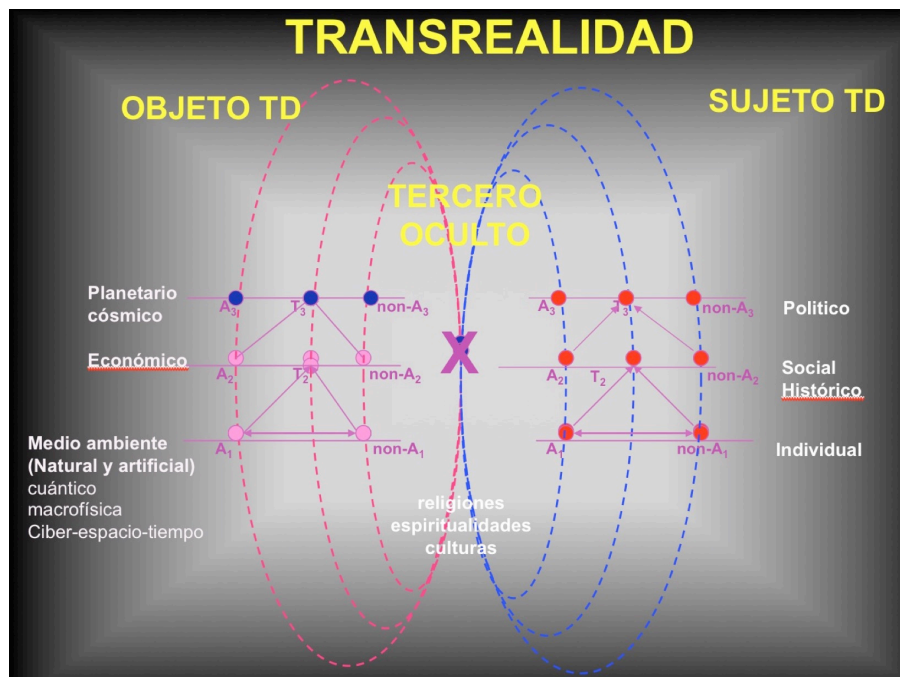 TRANSREALIDAD
OBJETO TD
SUJETO TD
TERCERO
OCULTO
Planetario
cósmico
A3
T3
non-A3
A3
T3
non-A3
Politico
Económico
A2
T2
non-A2
X
A2
T2
non-A2
Social
Histórico
Medio ambiente
(Natural y artificial)
cuántico
macrofísica
Ciber-espacio-tiempo
A1
non-A1
A1
non-A1
Individual
religiones
espiritualidades
culturas